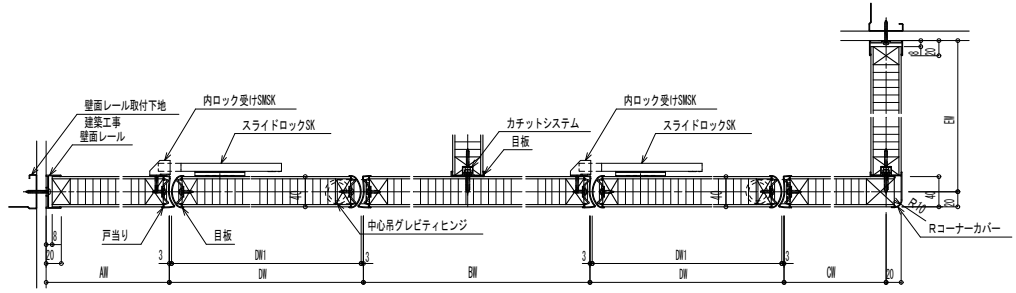 壁面レール取付下地
建築工事
壁面レール
内ロック受けSMSK
スライドロックSK
カチットシステム
目板
内ロック受けSMSK
スライドロックSK
8
20
EW
40
40
40
20
R10
Rコーナーカバー
戸当り
目板
中心吊グレビティヒンジ
8
20
3
DW1
3
3
DW1
3
AW
DW
BW
DW
CW
20